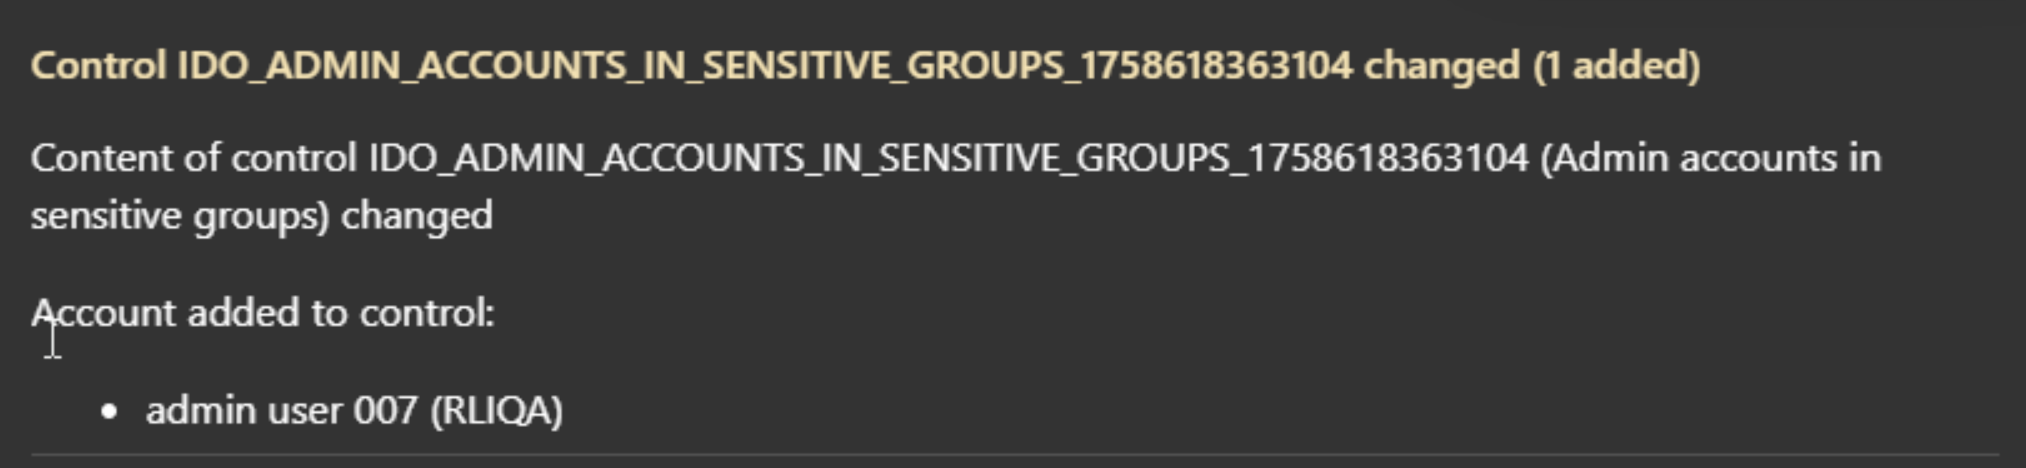 Control IDO_ADMIN_ACCOUNTS_IN_SENSITIVE_GROUPS_1758618363104 changed (1 added)
Content of control IDO_ADMIN_ACCOUNTS_IN_SENSITIVE_GROUPS_1758618363104 (Admin accounts in
sensitive groups) changed
Account added to control:
• admin user 007 (RLIQA)